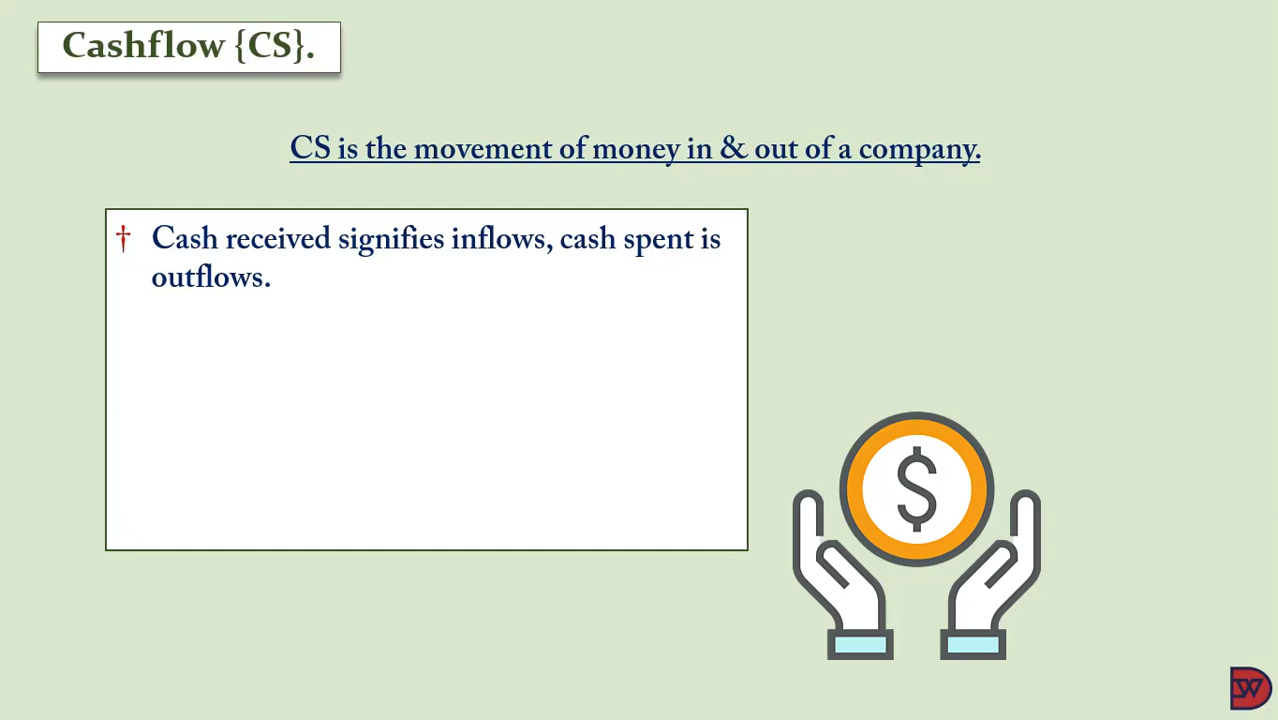 Cashflow {CS}.
CS is the movement of money in & out of a company.
† Cash received signifies inflows, cash spent is
outflows.
$
DW